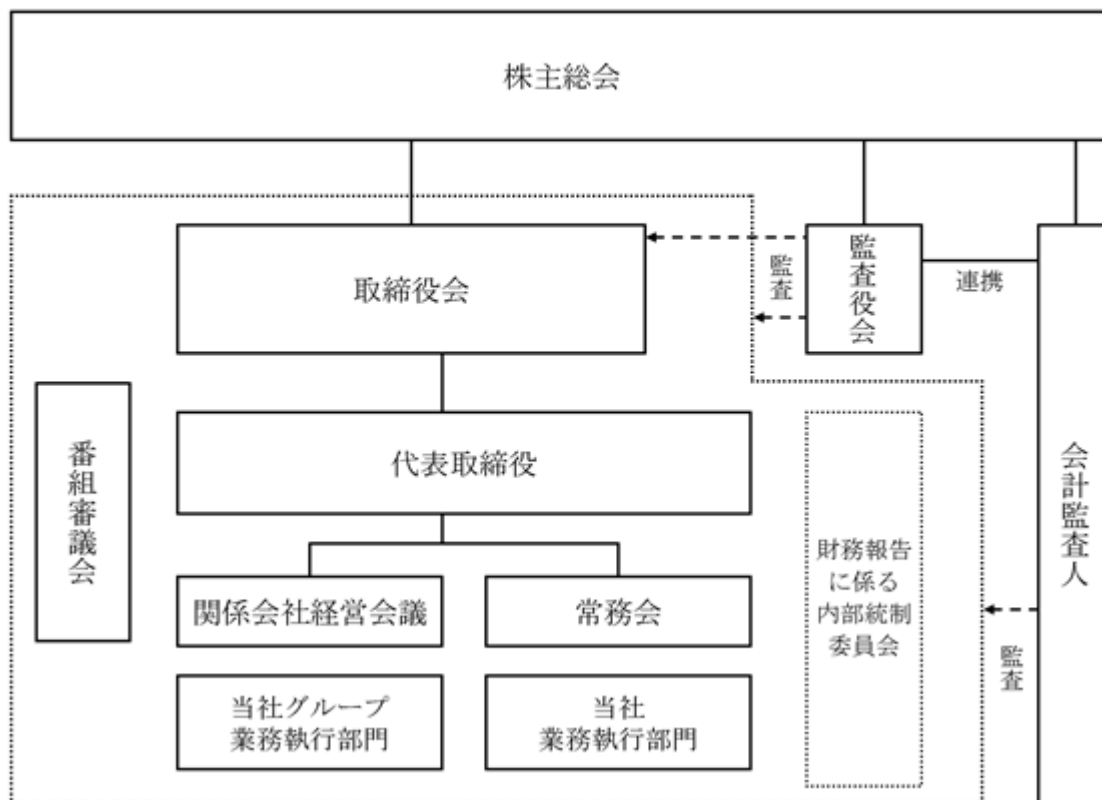 株主総会
取締役会
監査
監査役会
連携
番組審議会
代表取締役
会計監査人
財務報告
に係る
内部統制
委員会
関係会社経営会議
常務会
監査
当社グループ
業務執行部門
当社
業務執行部門